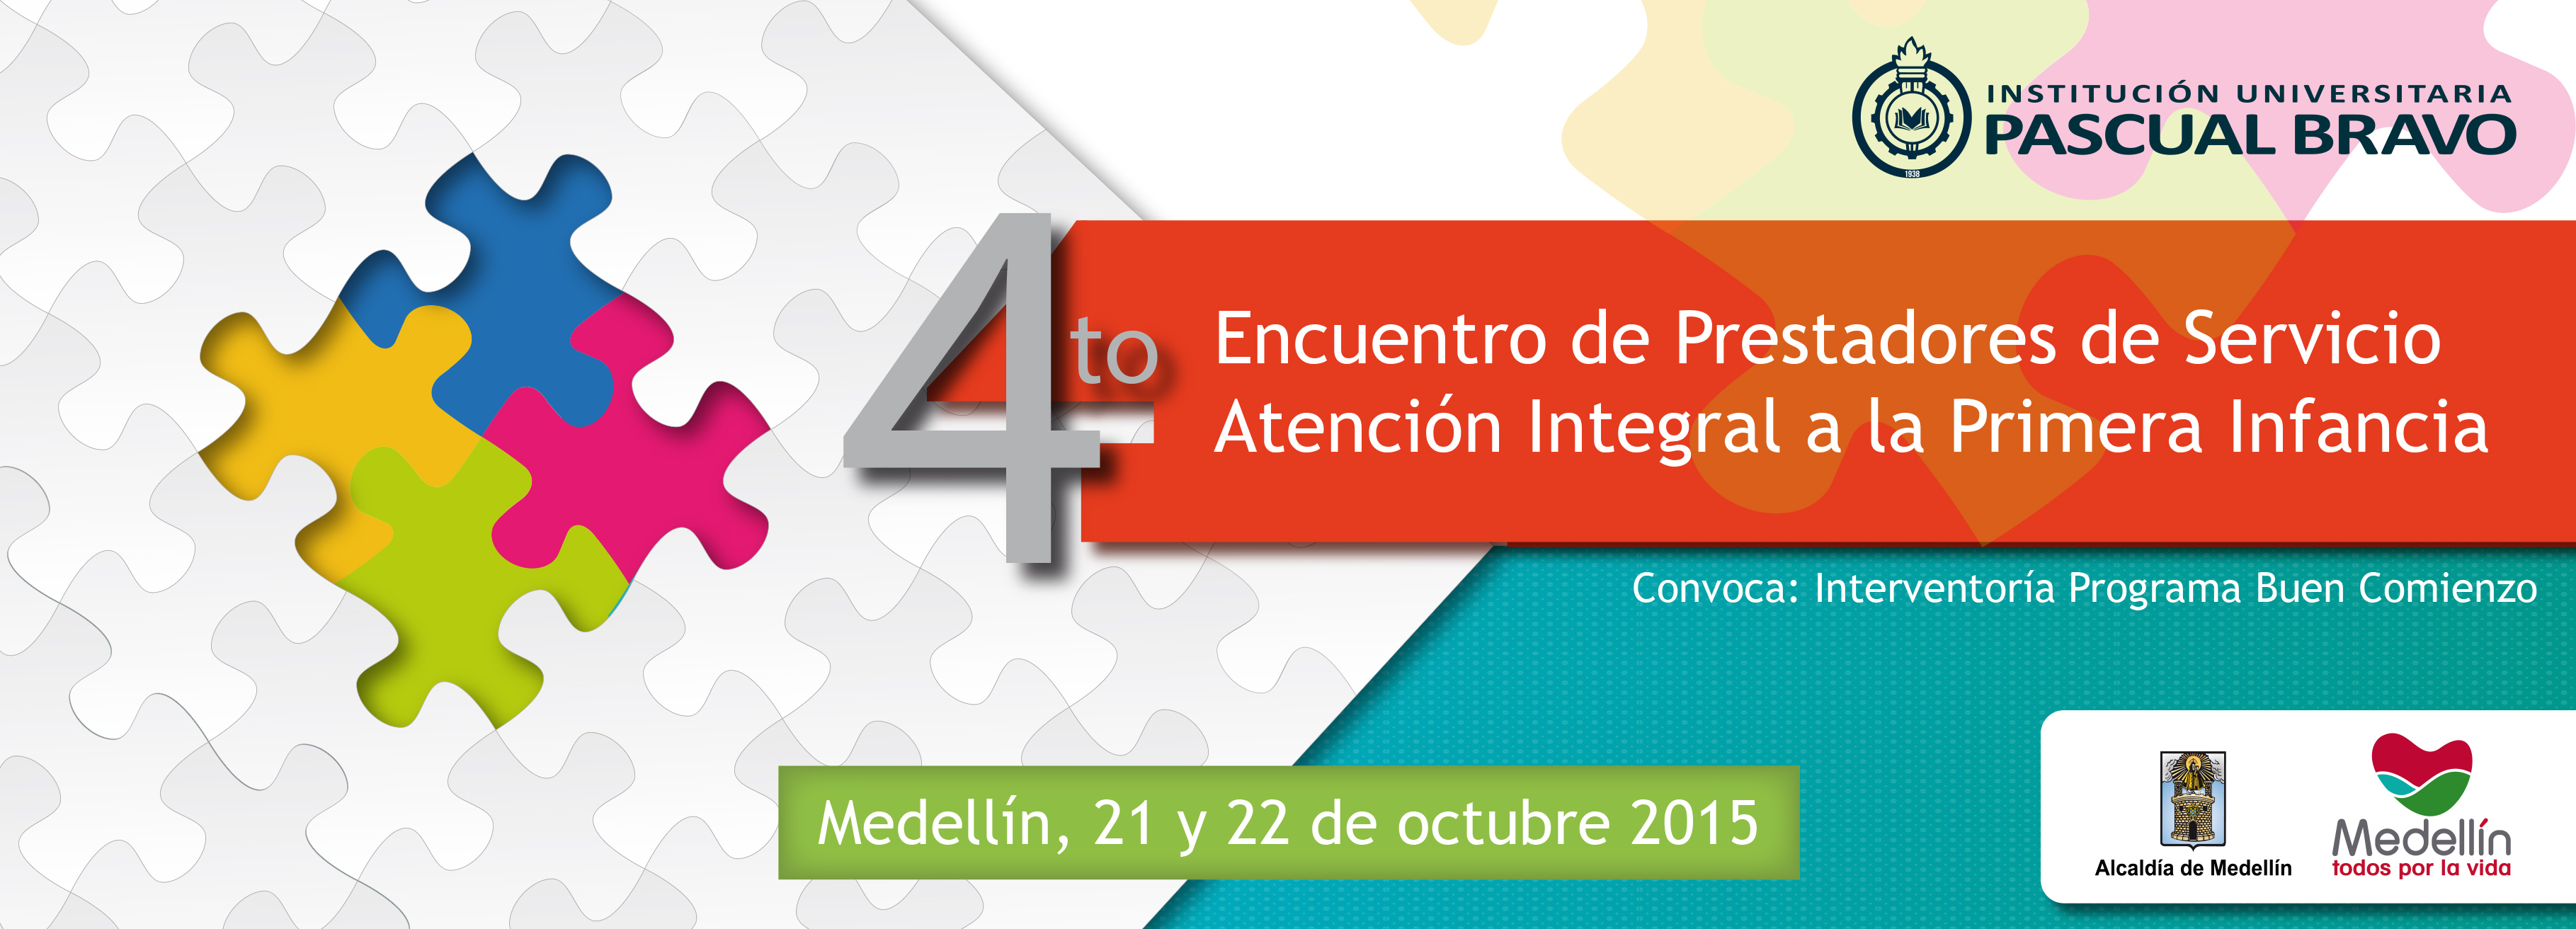 INSTITUCIÓN UNIVERSITARIA
PASCUAL BRAVO
1938
4to
Encuentro de Prestadores de Servicio
Atención Integral a la Primera Infancia
Convoca: Interventoría Programa Buen Comienzo
Medellín, 21 y 22 de octubre 2015
Alcaldía de Medellín
Medellín
todos por la vida